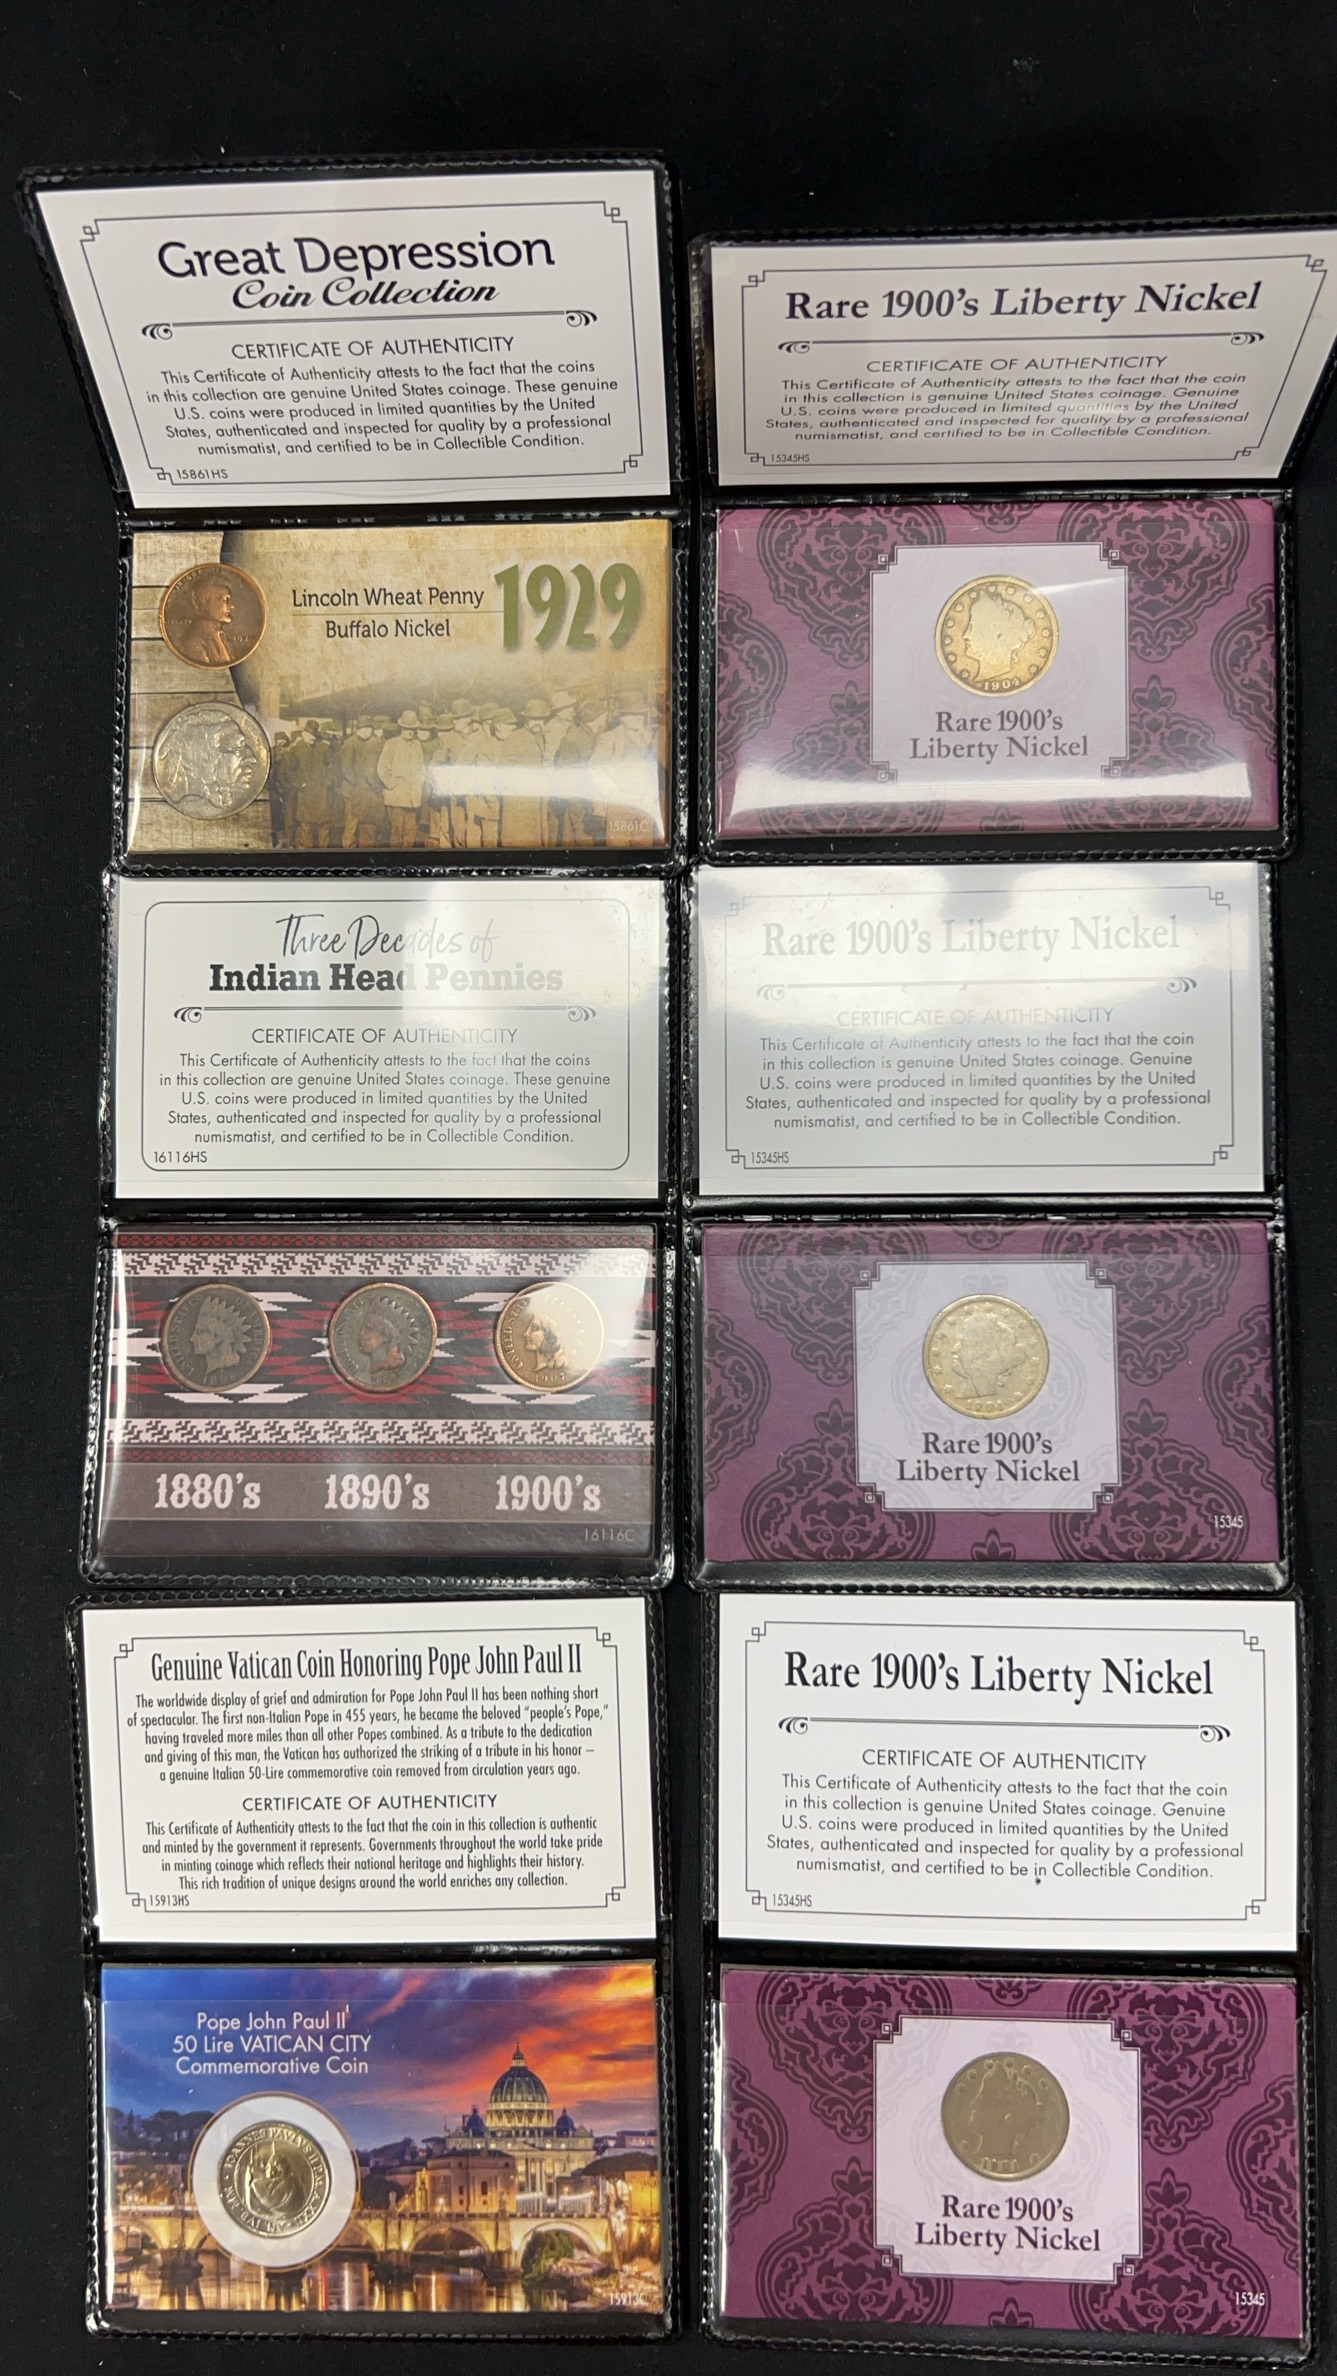 Great Depression
Coin Collection
CERTIFICATE OF AUTHENTICITY
This Certificate of Authenticity attests to the fact that the coins
in this collection are genuine United States coinage. These genuine
U.S. coins were produced in limited quantities by the United
States, authenticated and inspected for quality by a professional
numismatist, and certified to be in Collectible Condition.
15861HS
Lincoln Wheat Penny
Buffalo Nickel
1929
15861C
Rare 1900's Liberty Nickel
CERTIFICATE OF AUTHENTICITY
This Certificate of Authenticity attests to the fact that the coin
in this collection is genuine United States coinage. Genuine
U.S. coins were produced in limited quantities by the United
States, authenticated and inspected for quality by a professional
numismatist, and certified to be in Collectible Condition.
15345HS
1904
Rare 1900's
Liberty Nickel
Three Decades of
Indian Head Pennies
CERTIFICATE OF AUTHENTICITY
This Certificate of Authenticity attests to the fact that the coins
in this collection are genuine United States coinage. These genuine
U.S. coins were produced in limited quantities by the United
States, authenticated and inspected for quality by a professional
numismatist, and certified to be in Collectible Condition.
16116HS
1907
1880's 1890's 1900's
16116C
Rare 1900's Liberty Nickel
CERTIFICATE OF AUTHENTICITY
This Certificate of Authenticity attests to the fact that the coin
in this collection is genuine United States coinage. Genuine
U.S. coins were produced in limited quantities by the United
States, authenticated and inspected for quality by a professional
numismatist, and certified to be in Collectible Condition.
15345HS
Rare 1900's
Liberty Nickel
15345
Genuine Vatican Coin Honoring Pope John Paul II
The worldwide display of grief and admiration for Pope John Paul II has been nothing short
of spectacular. The first non-Italian Pope in 455 years, he became the beloved "people's Pope,"
having traveled more miles than all other Popes combined. As a tribute to the dedication
and giving of this man, the Vatican has authorized the striking of a tribute in his honor –
a genuine Italian 50-Lire commemorative coin removed from circulation years ago.
CERTIFICATE OF AUTHENTICITY
This Certificate of Authenticity attests to the fact that the coin in this collection is authentic
and minted by the government it represents. Governments throughout the world take pride
in minting coinage which reflects their national heritage and highlights their history.
This rich tradition of unique designs around the world enriches any collection.
15913HS
Pope John Paul II
50 Lire VATICAN CITY
Commemorative Coin
15913C
Rare 1900's Liberty Nickel
CERTIFICATE OF AUTHENTICITY
This Certificate of Authenticity attests to the fact that the coin
in this collection is genuine United States coinage. Genuine
U.S. coins were produced in limited quantities by the United
States, authenticated and inspected for quality by a professional
numismatist, and certified to be in Collectible Condition.
15345HS
Rare 1900's
Liberty Nickel
15345